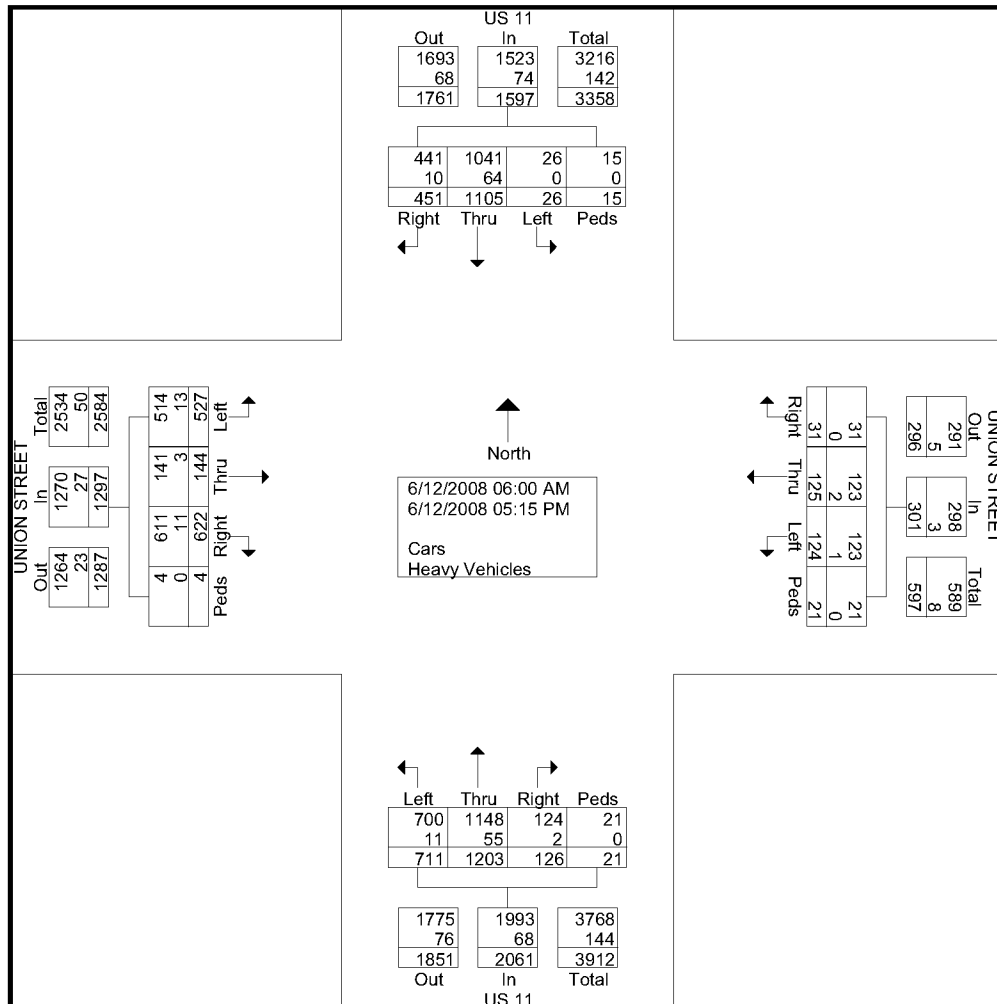 US 11
Out In Total
1693 1523 3216
68 74 142
1761 1597 3358
441 1041 26 15
10 64 0 0
451 1105 26 15
Right Thru Left Peds
UNION STREET
Total In Out
2534 1270 1264
50 27 23
2584 1297 1287
514 141 611 4
13 3 11 0
527 144 622 4
Left Thru Right Peds
North
6/12/2008 06:00 AM
6/12/2008 05:15 PM
Cars
Heavy Vehicles
Right Thru Left Peds
31 125 124 21
0 2 1 0
31 123 123 21
296 301 597
5 3 8
291 298 589
Out In Total
UNION STREET
Left Thru Right Peds
700 1148 124 21
11 55 2 0
711 1203 126 21
1775 1993 3768
76 68 144
1851 2061 3912
Out In Total
US 11